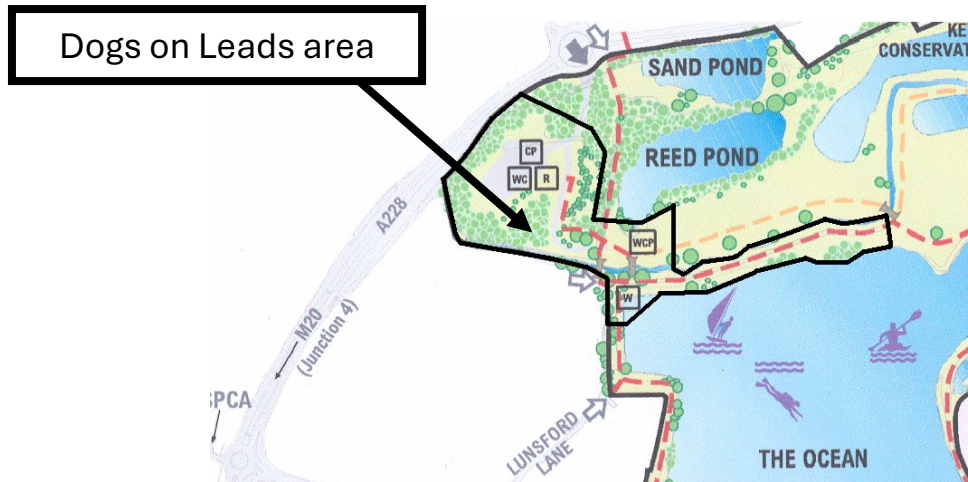 Dogs on Leads area
KE
CONSERVAT
SAND POND
REED POND
CP
WC R
A228
WCP
W
M20
(Junction 4)
SPCA
LUNSFORD
LANE
THE OCEAN